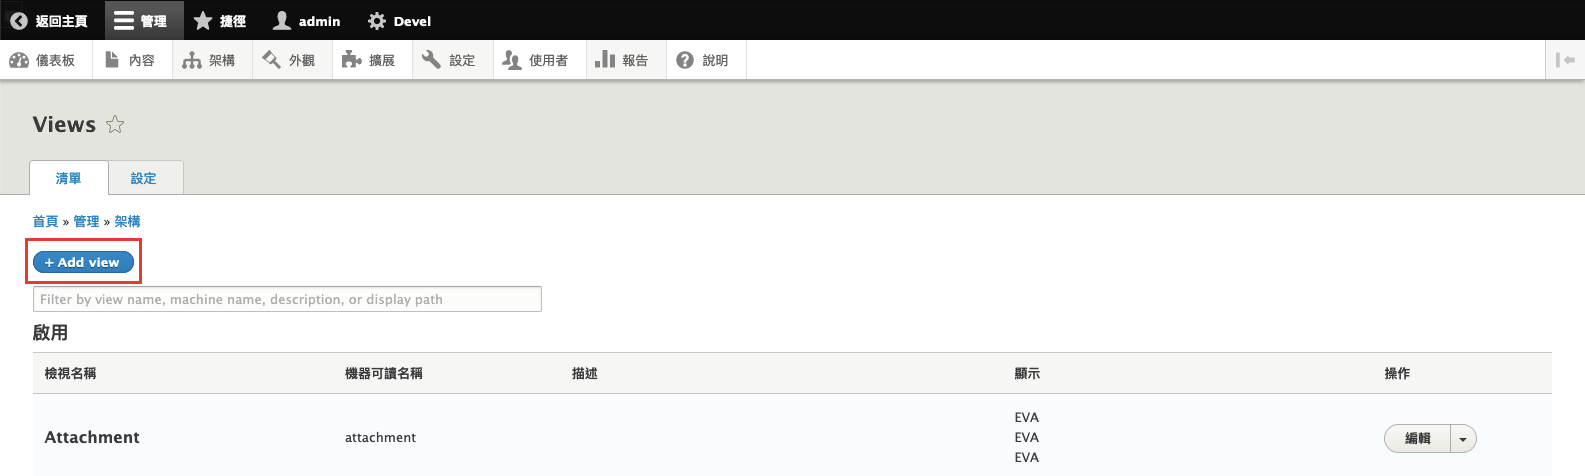 返回主頁 管理 捷徑 admin Devel
儀表板 內容 架構 外觀 擴展 設定 使用者 報告 說明
Views
清單 設定
首頁 » 管理 » 架構
+ Add view
Filter by view name, machine name, description, or display path
啟用
檢視名稱 機器可讀名稱 描述 顯示 操作
EVA
Attachment attachment EVA 編輯
EVA